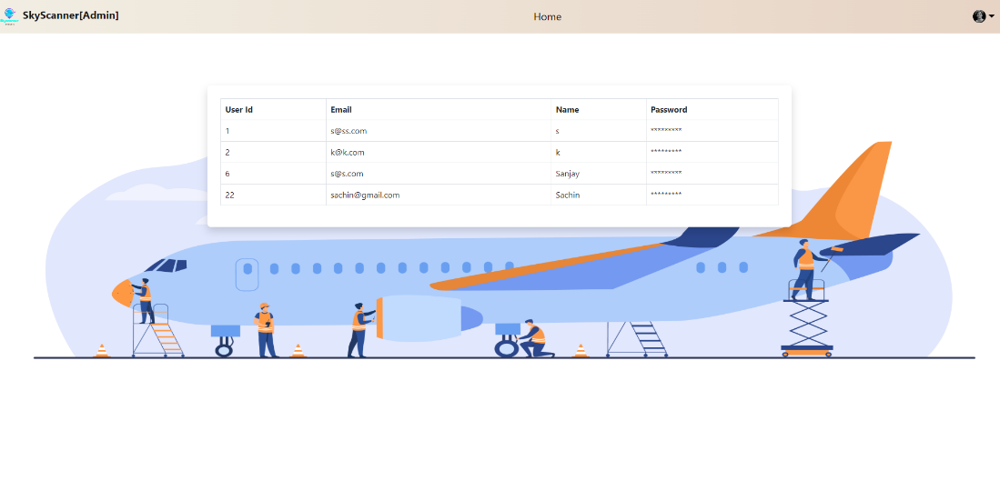 SkyScanner[Admin]
Home
User Id Email Name Password
1 s@ss.com s *********
2 k@k.com k *********
6 s@s.com Sanjay *********
22 sachin@gmail.com Sachin *********